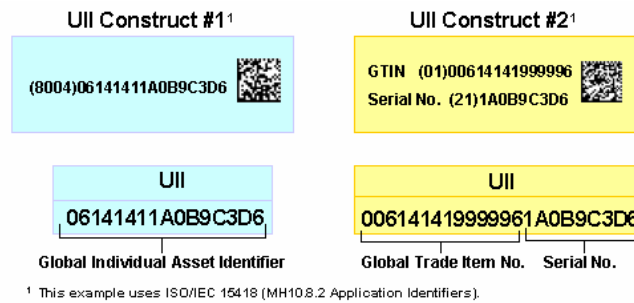 UII Construct #1¹
(8004)06141411A0B9C3D6
UII
06141411A0B9C3D6
Global Individual Asset Identifier
UII Construct #2¹
GTIN (01)00614141999996
Serial No. (21)1A0B9C3D6
UII
006141419999961A0B9C3D6
Global Trade Item No. Serial No.
¹ This example uses ISO/IEC 15418 (MH10.8.2 Application Identifiers).